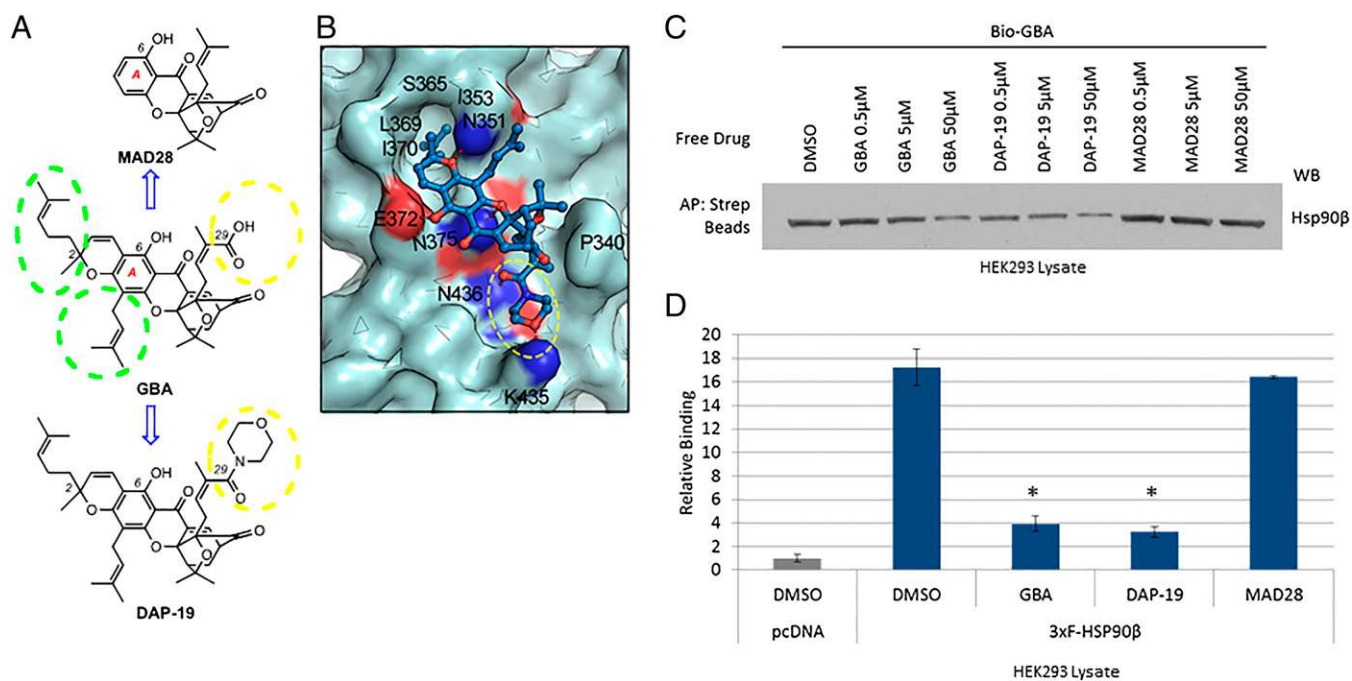 A
6
OH
O
A
O
O
O
MAD28
29
OH
O
2
6
OH
O
O
A
O
O
O
GBA
O
N
29
O
2
6
OH
O
O
A
O
O
O
DAP-19
B
S365
I353
N351
L369
I370
E372
N375
P340
N436
K435
C
Bio-GBA
Free Drug
DMSO
GBA 0.5µM
GBA 5µM
GBA 50µM
DAP-19 0.5µM
DAP-19 5µM
DAP-19 50µM
MAD28 0.5µM
MAD28 5µM
MAD28 50µM
WB
AP: Strep
Beads
Hsp90β
HEK293 Lysate
D
Relative Binding
20
18
16
14
12
10
8
6
4
2
0
* *
DMSO DMSO GBA DAP-19 MAD28
pcDNA 3xF-HSP90β
HEK293 Lysate